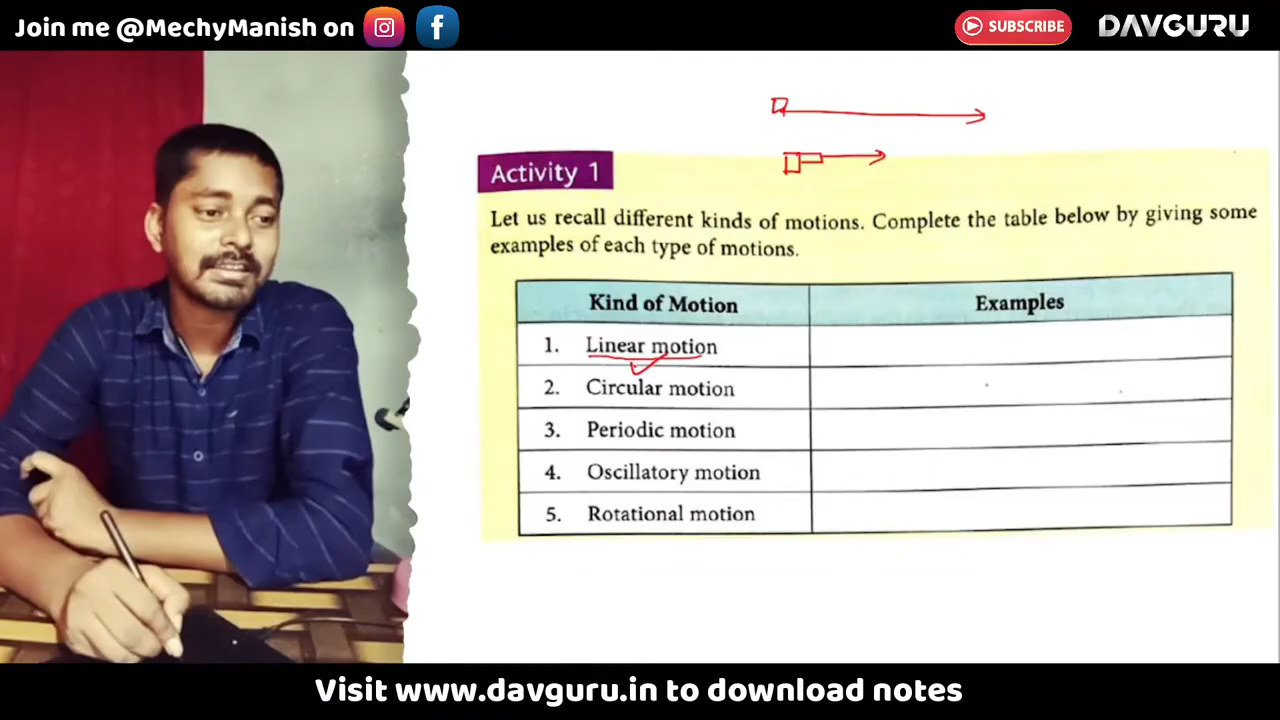 Join me @MechyManish on
SUBSCRIBE
DAVGURU
Activity 1
Let us recall different kinds of motions. Complete the table below by giving some
examples of each type of motions.
Kind of Motion Examples
1. Linear motion
2. Circular motion
3. Periodic motion
4. Oscillatory motion
5. Rotational motion
Visit www.davguru.in to download notes